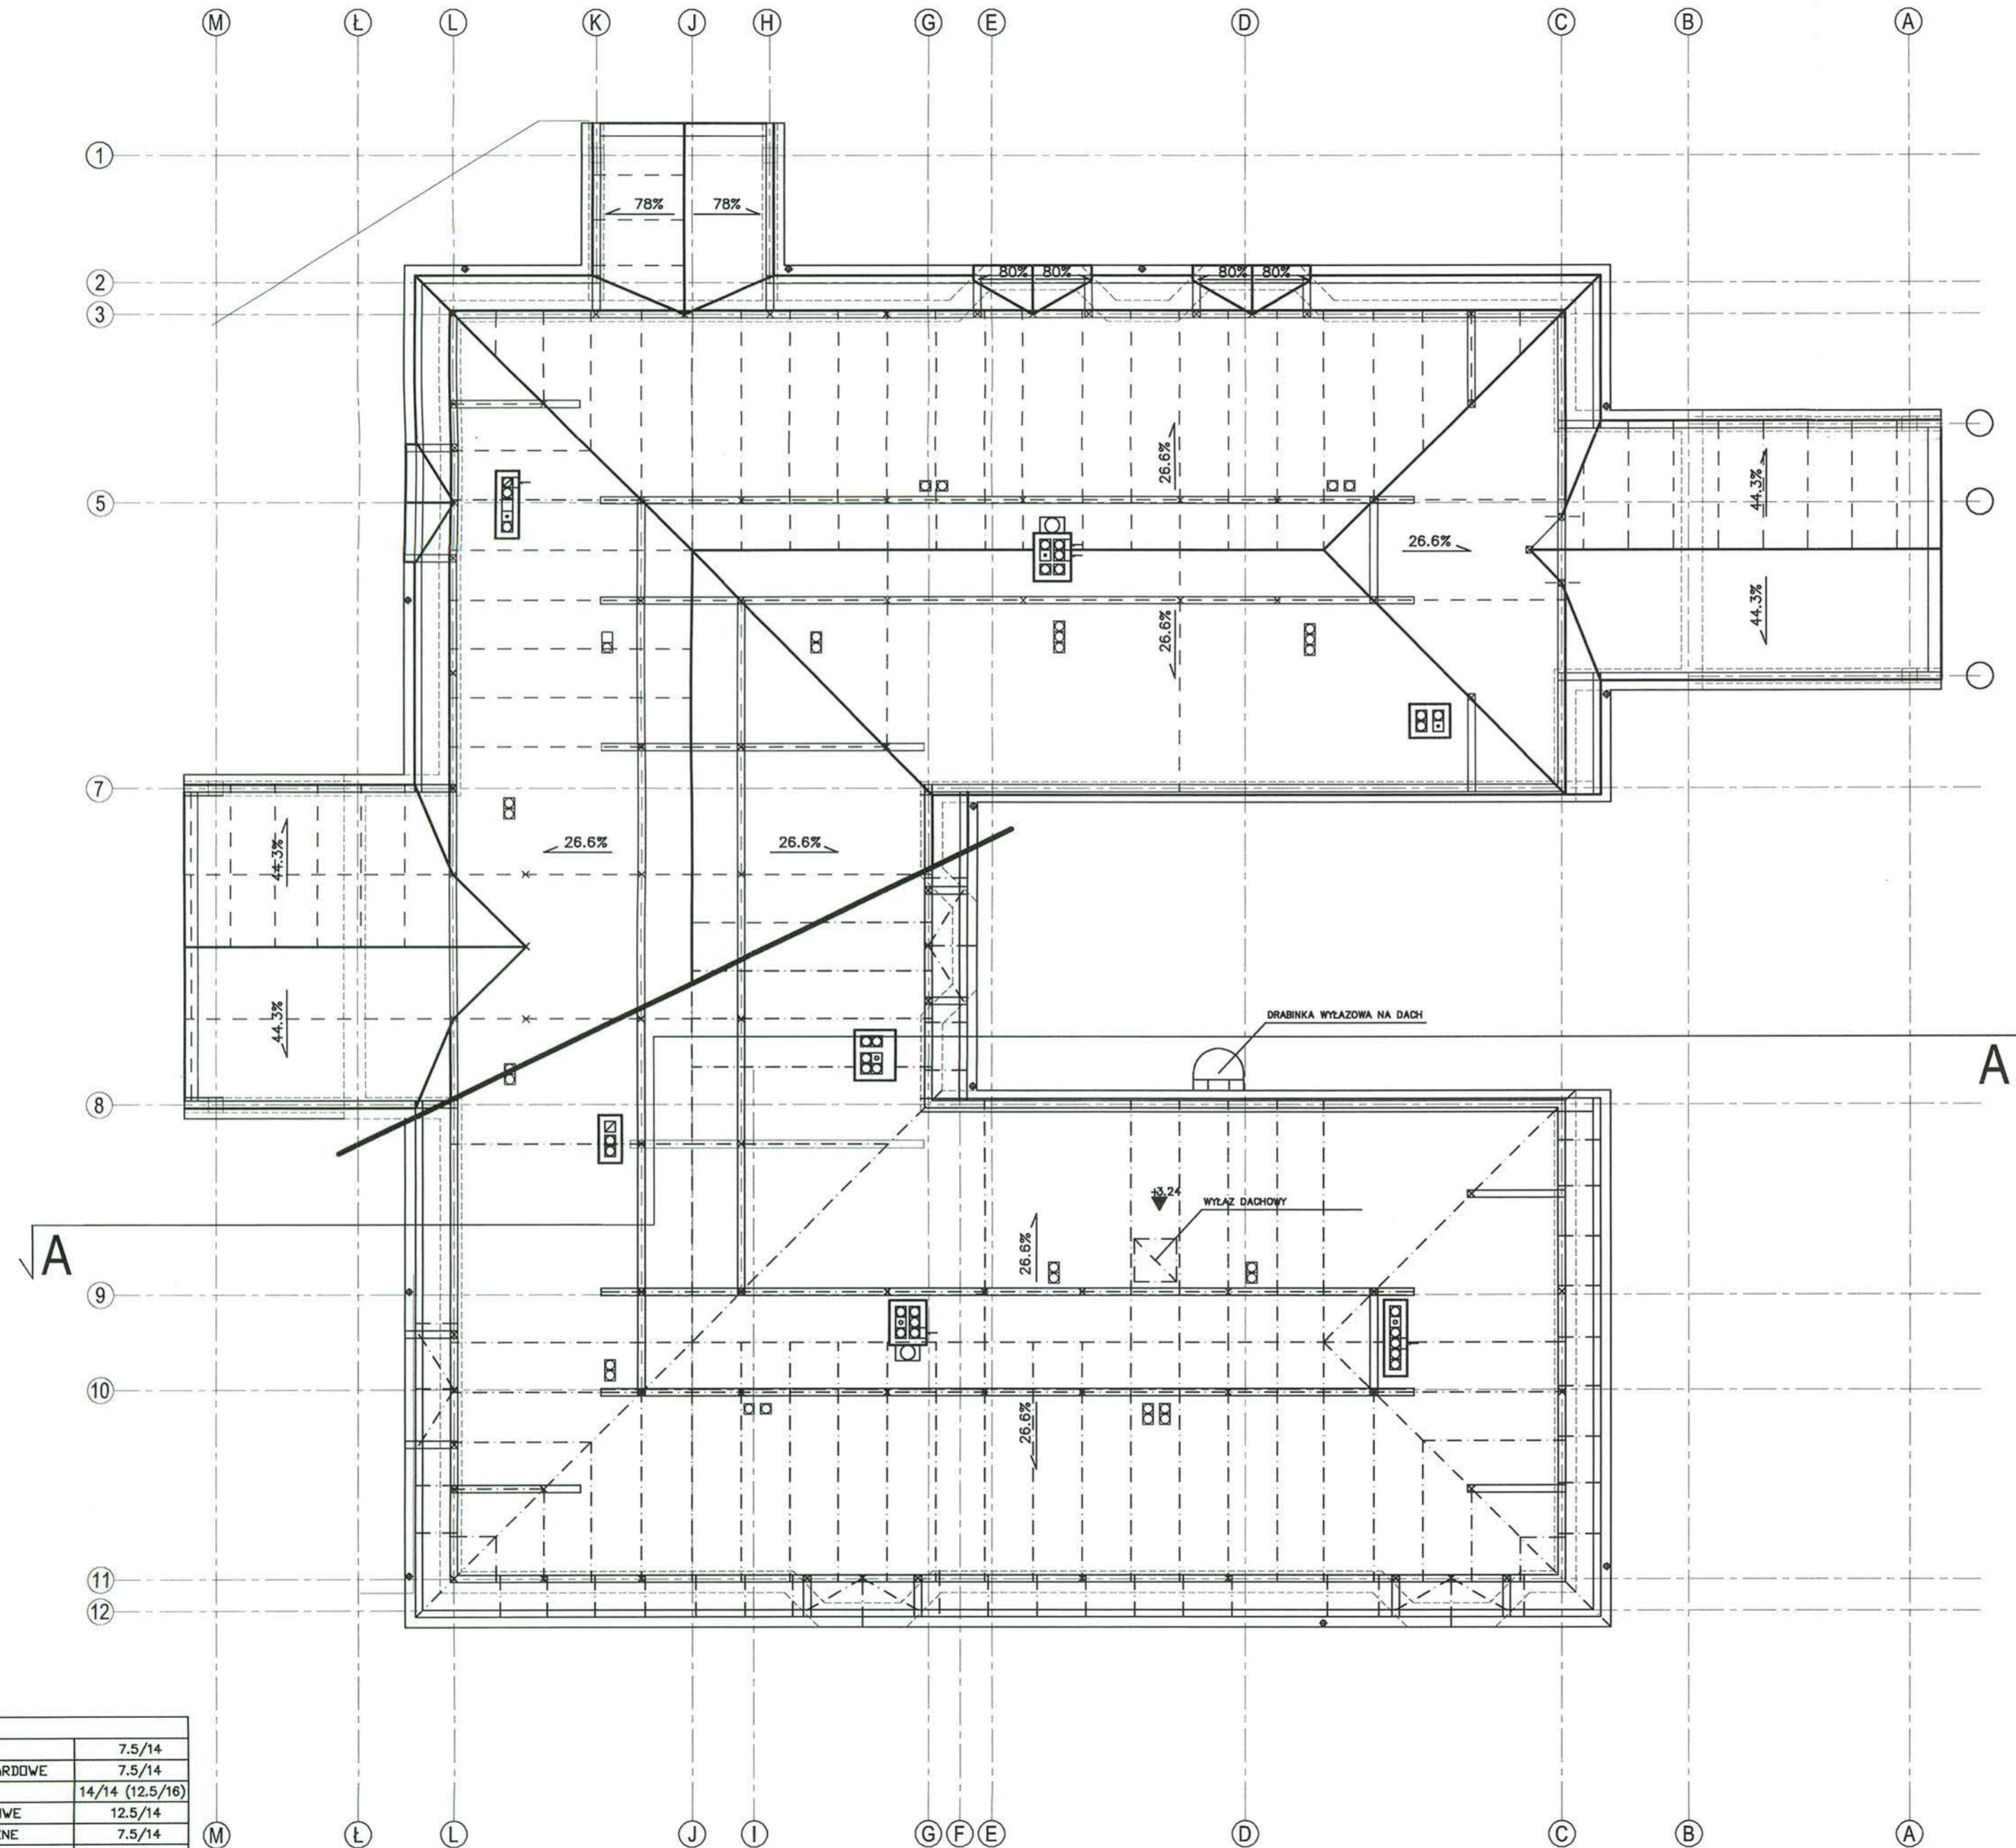 M Ł L K J H G E D C B A
1
78% 78%
2
80% 80% 80% 80%
3
26.6%
44.3%
5
26.6%
26.6%
44.3%
7
44.3%
26.6% 26.6%
44.3%
DRABINKA WYŁAZOWA NA DACH
A
8
+3.24
WYŁAZ DACHOWY
26.6%
A
9
10
26.6%
11
12
7.5/14
ARDOWE 7.5/14
14/14 (12.5/16)
WE 12.5/14
ZNE 7.5/14
M Ł L J I G F E D C B A